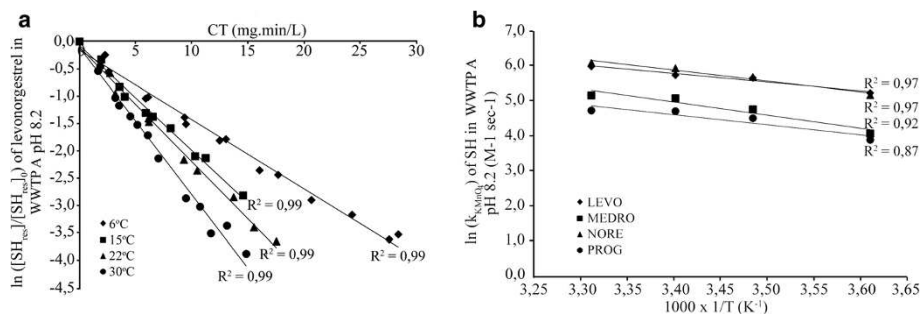 a
CT (mg.min/L)
0 5 10 15 20 25 30
ln ([SHres]/[SHres]0) of levonorgestrel in
WWTP A pH 8.2
0,0
-0,5
-1,0
-1,5
-2,0
-2,5
-3,0
-3,5
-4,0
-4,5
6°C
15°C
22°C
30°C
R² = 0,99
R² = 0,99
R² = 0,99
R² = 0,99
b
ln (kKMnO4) of SH in WWTP A
pH 8.2 (M-1 sec-1)
7,0
6,0
5,0
4,0
3,0
2,0
1,0
0,0
R² = 0,97
R² = 0,97
R² = 0,92
R² = 0,87
LEVO
MEDRO
NORE
PROG
3,30 3,35 3,40 3,45 3,50 3,55 3,60 3,65
1000 x 1/T (K⁻¹)